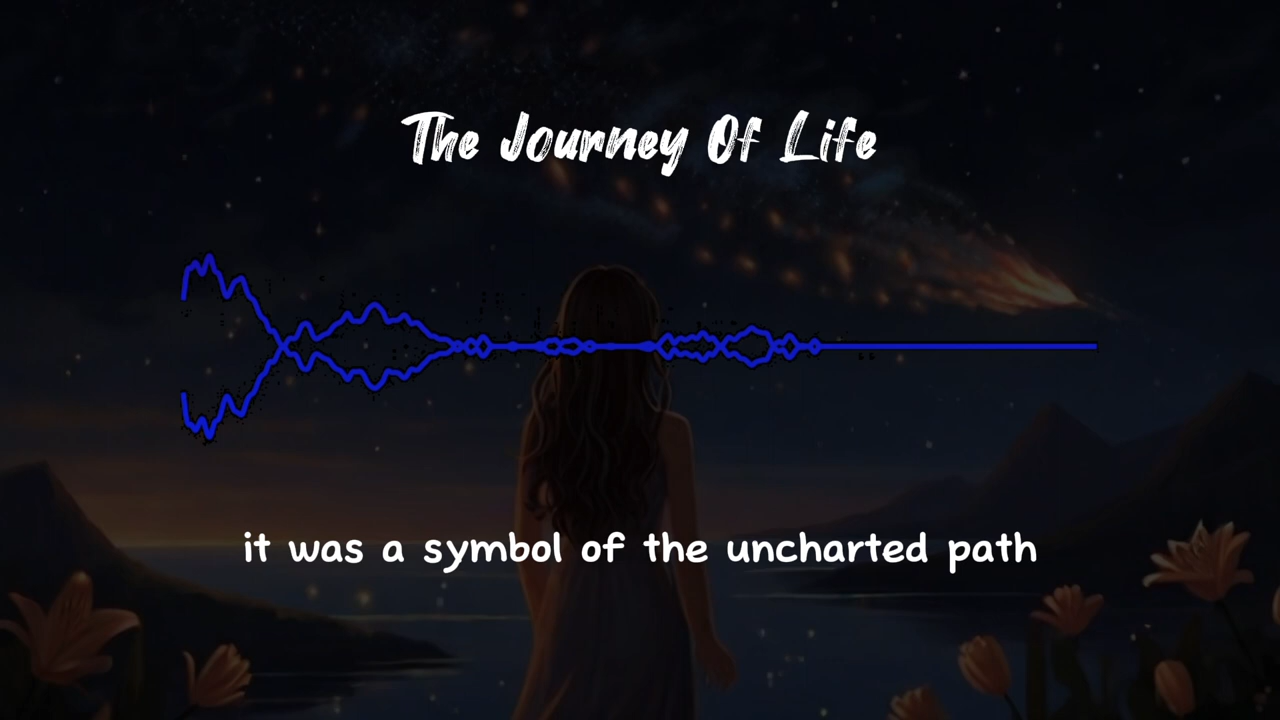 The Journey Of Life
it was a symbol of the uncharted path